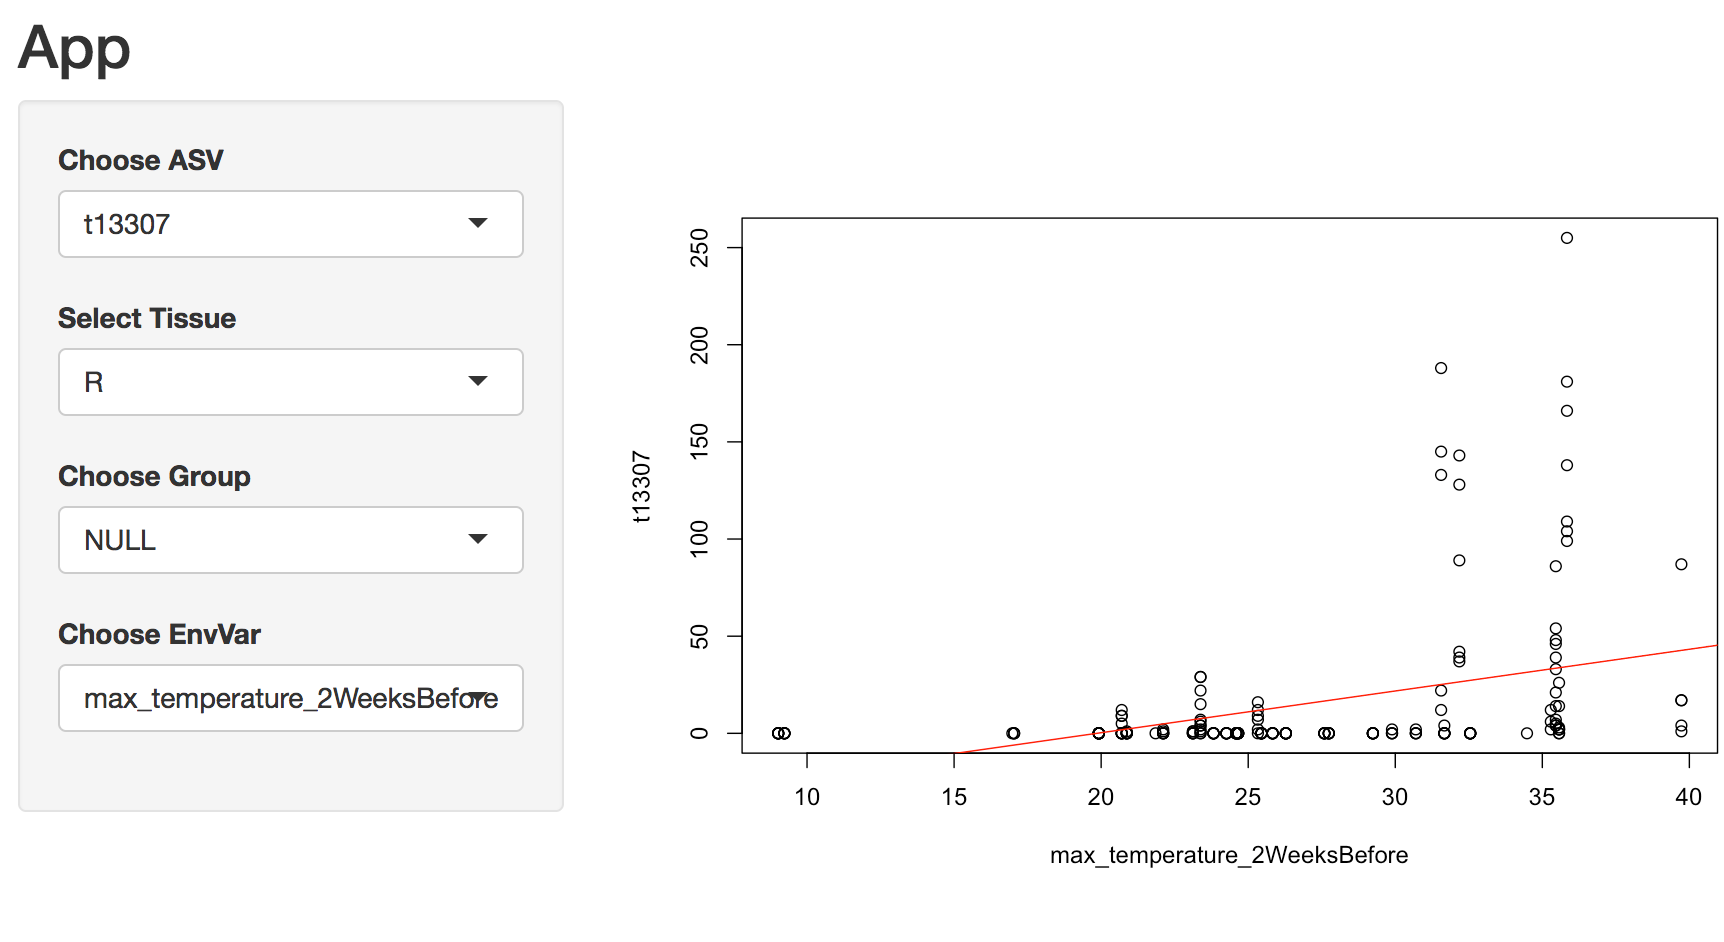 App
Choose ASV
t13307
Select Tissue
R
Choose Group
NULL
Choose EnvVar
max_temperature_2WeeksBefore
250
200
150
100
50
0
t13307
10 15 20 25 30 35 40
max_temperature_2WeeksBefore